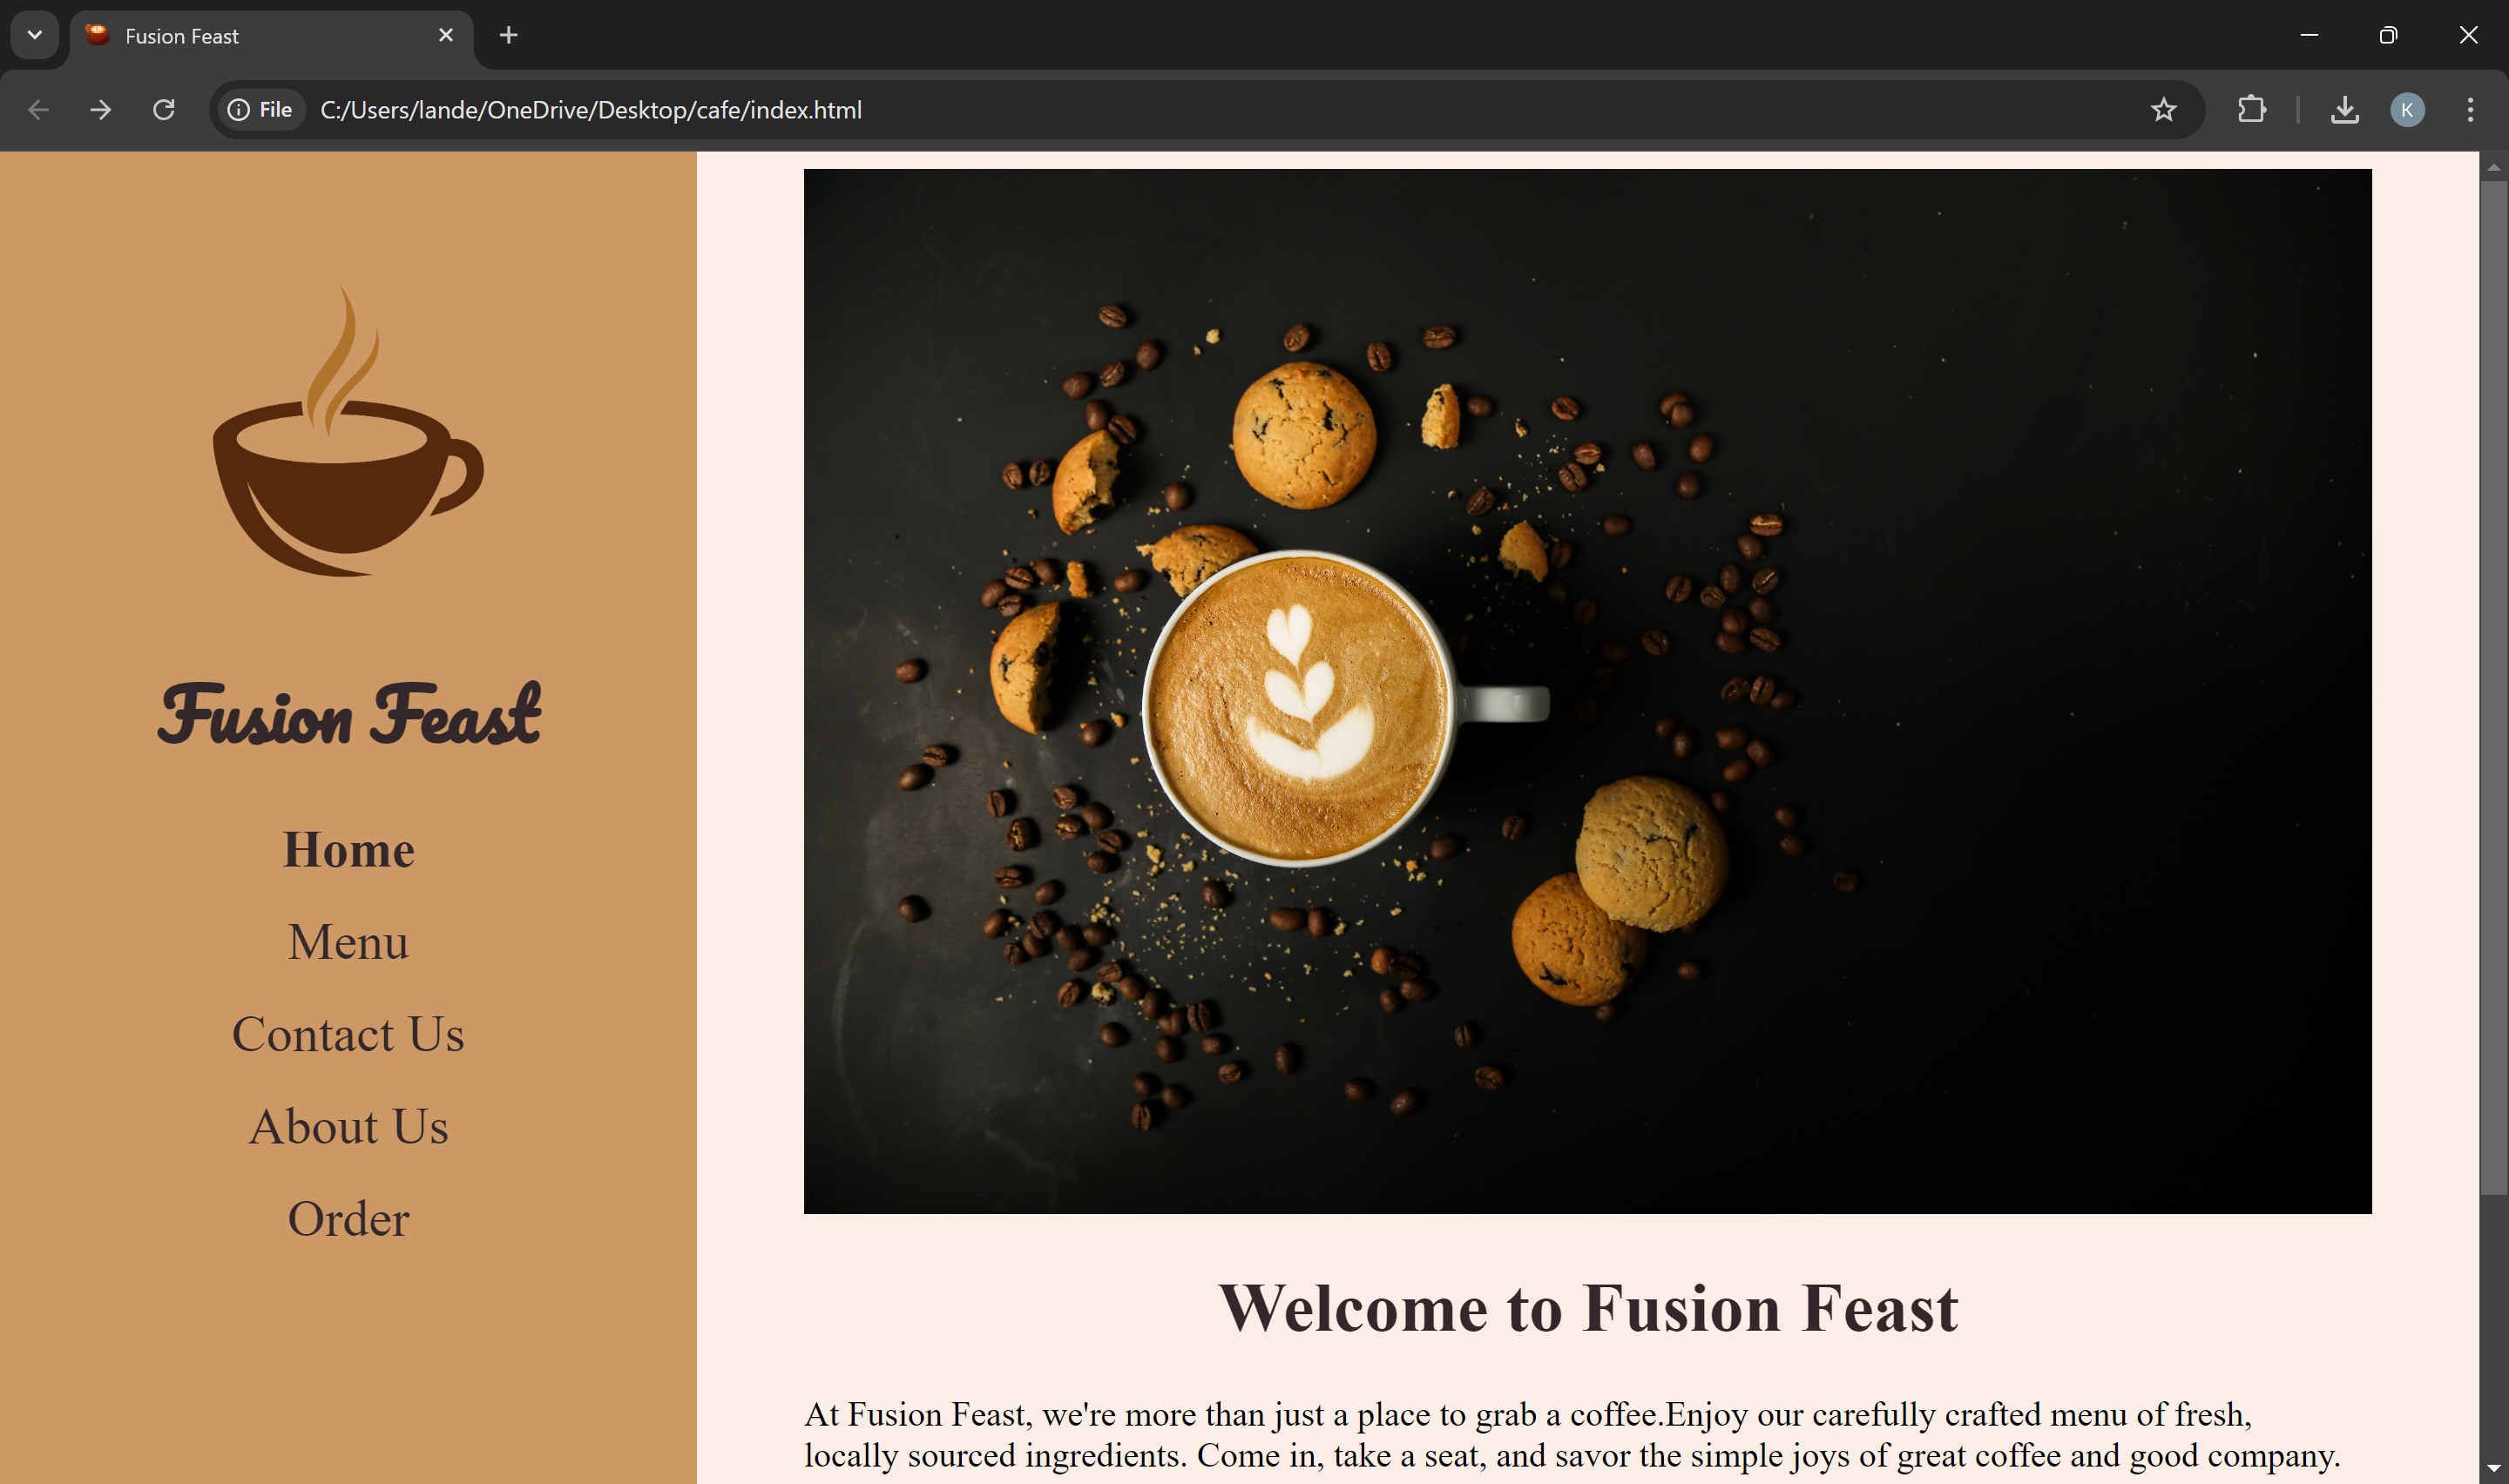 Fusion Feast
File
C:/Users/lande/OneDrive/Desktop/cafe/index.html
K
Fusion Feast
Home
Menu
Contact Us
About Us
Order
Welcome to Fusion Feast
At Fusion Feast, we're more than just a place to grab a coffee.Enjoy our carefully crafted menu of fresh,
locally sourced ingredients. Come in, take a seat, and savor the simple joys of great coffee and good company.